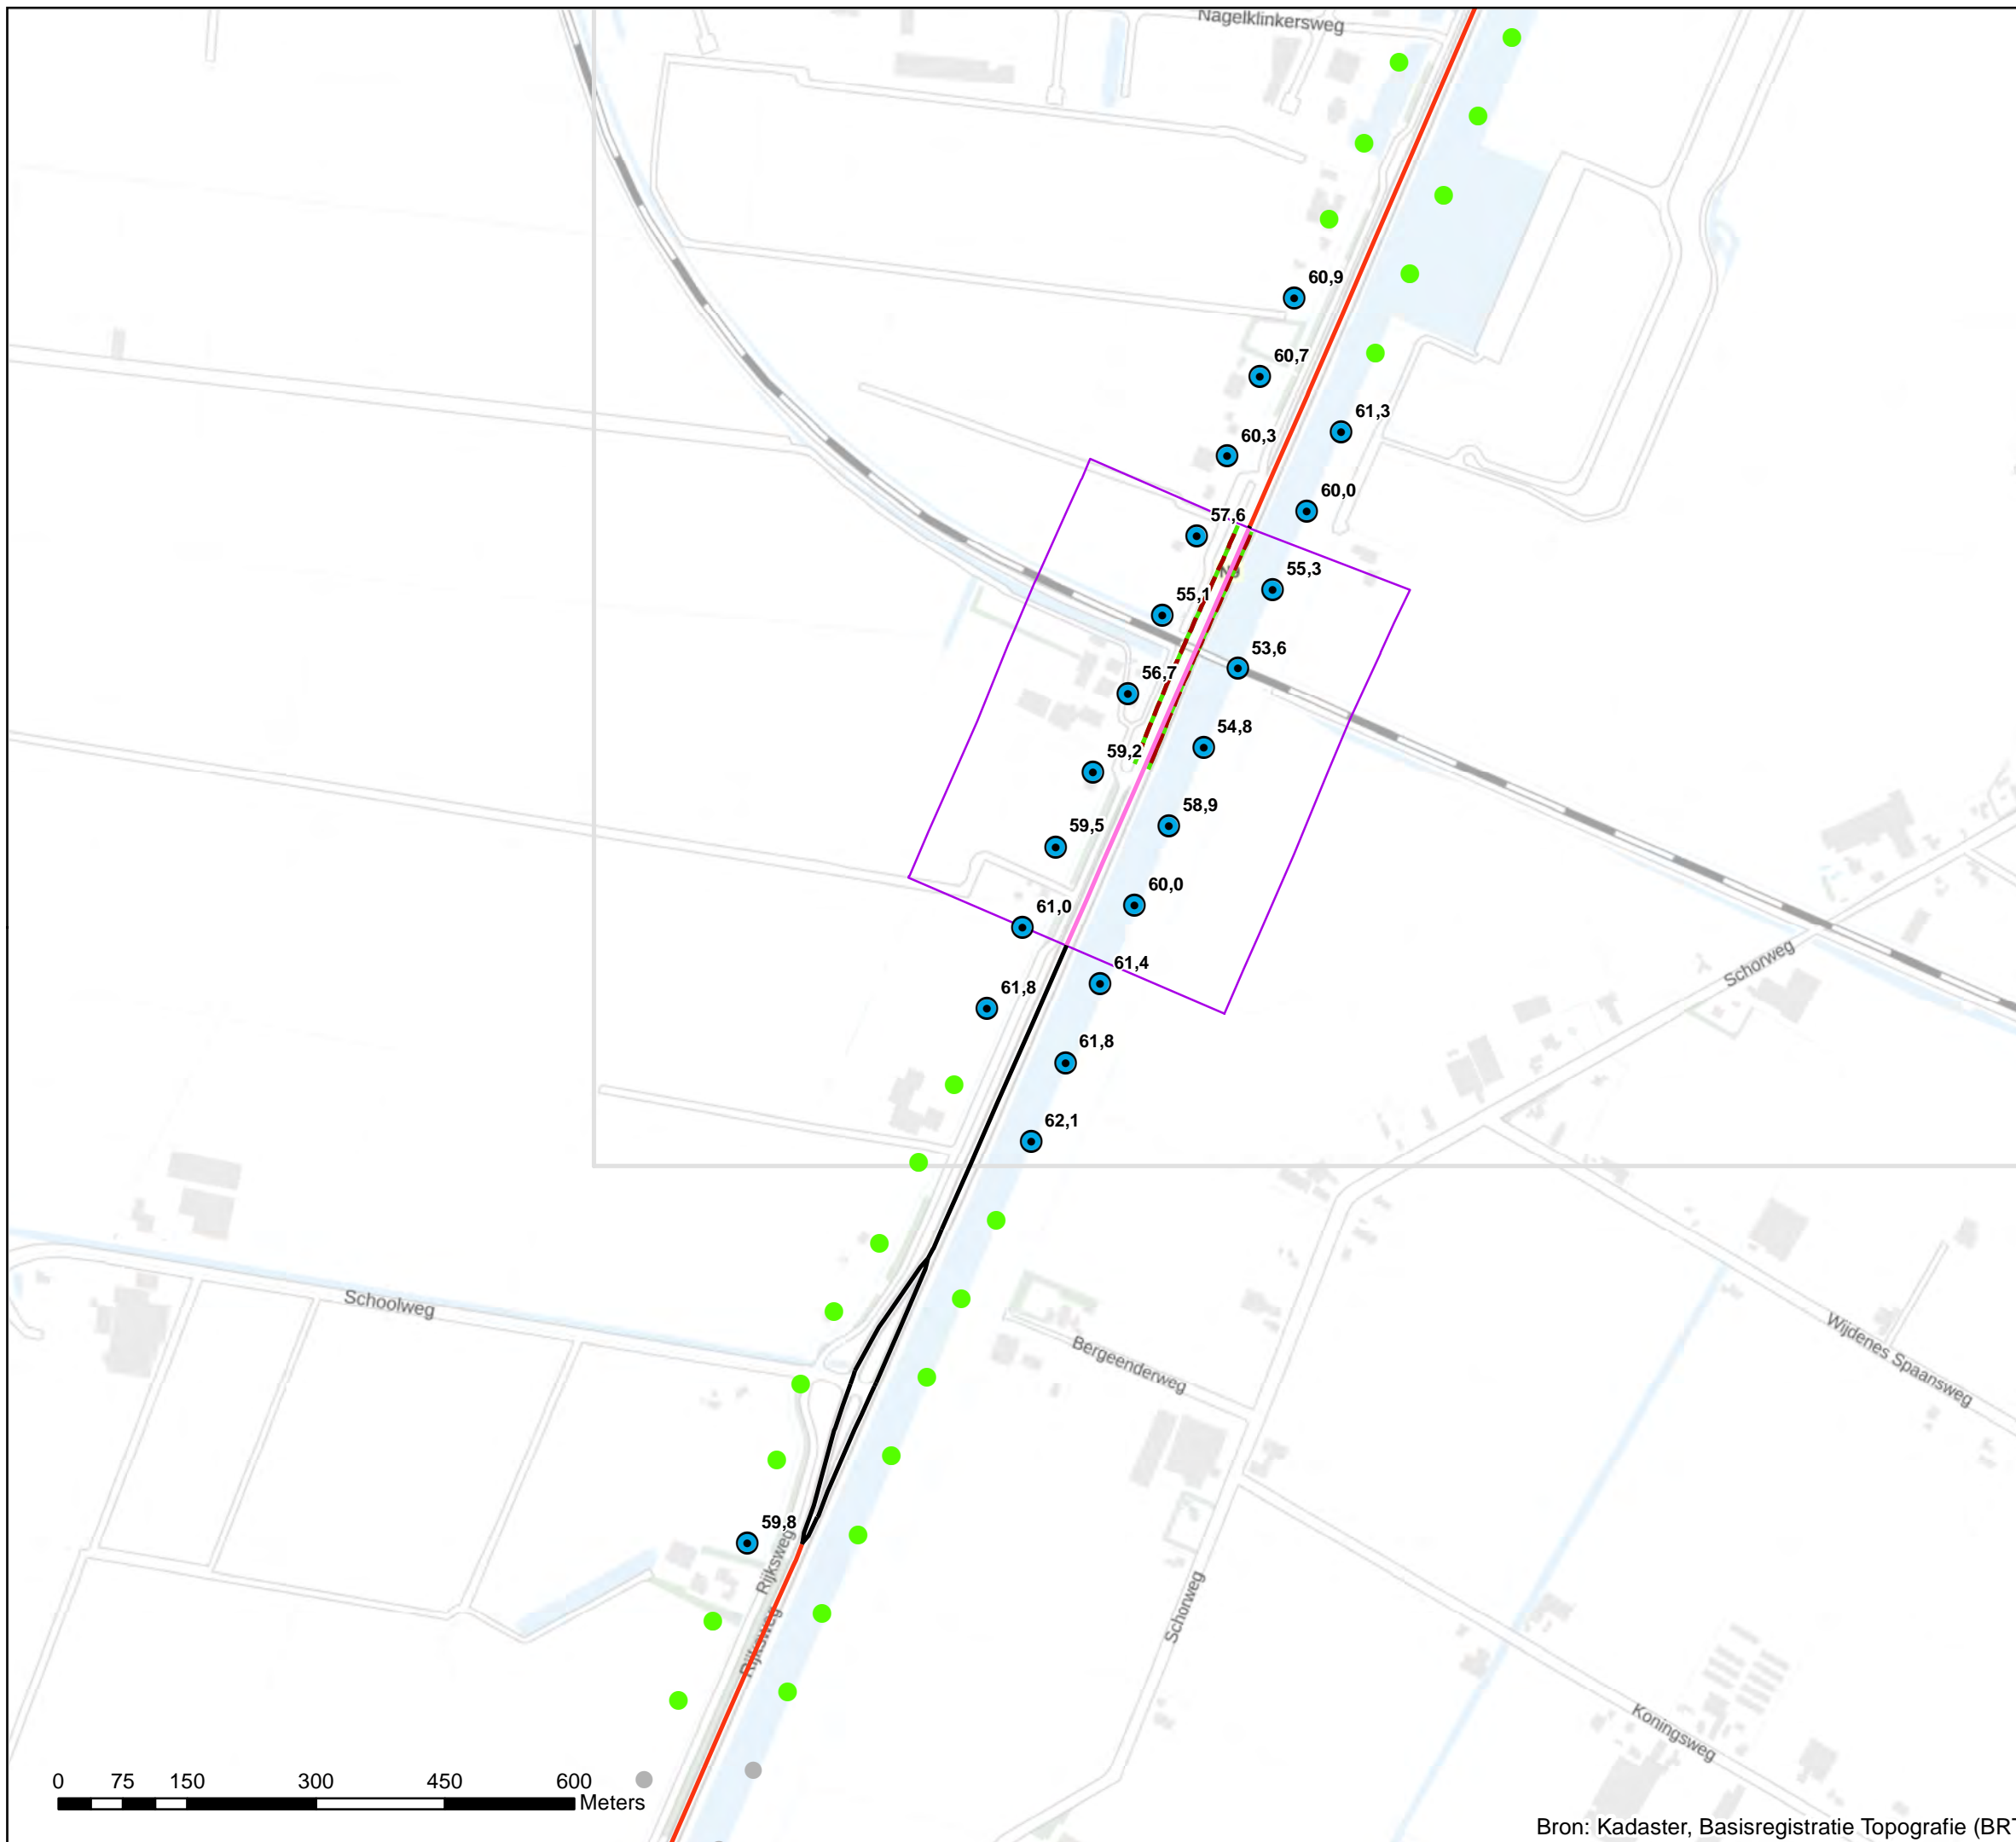 Nagelklinkersweg
60,9
60,7
61,3
60,3
60,0
57,6
N9
55,3
55,1
53,6
56,7
54,8
59,2
58,9
59,5
60,0
61,0
61,4
61,8
Schorweg
61,8
62,1
Schoolweg
Bergeenderweg
Wijdenes Spaansweg
59,8
Rijksweg
Schorweg
Rijksweg
Koningsweg
0 75 150 300 450 600
Meters
Bron: Kadaster, Basisregistratie Topografie (BRT